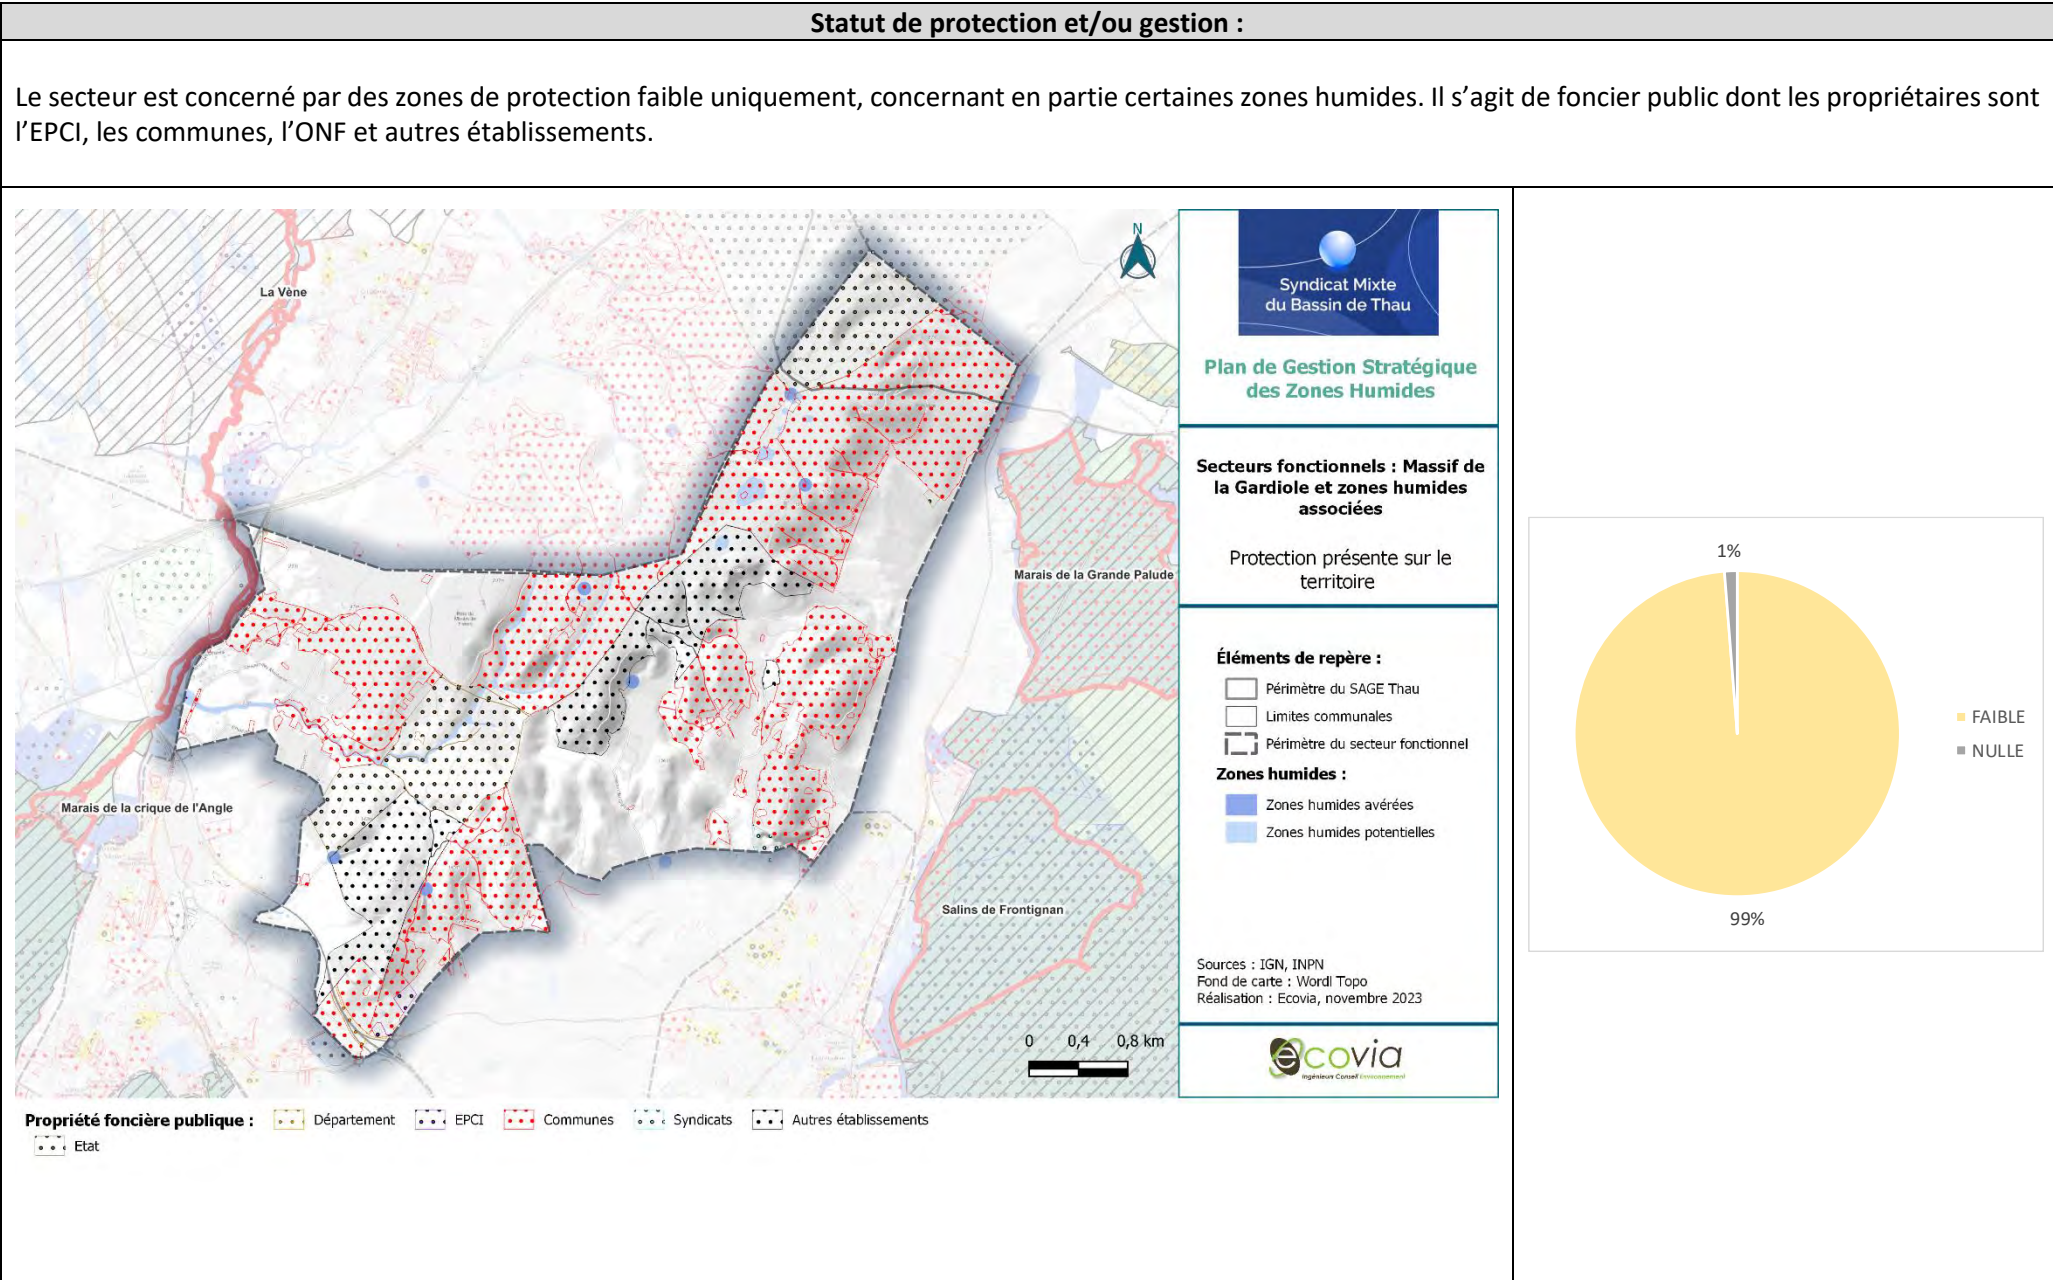 Statut de protection et/ou gestion :
Le secteur est concerné par des zones de protection faible uniquement, concernant en partie certaines zones humides. Il s’agit de foncier public dont les propriétaires sont
l’EPCI, les communes, l’ONF et autres établissements.
N
La Vène
Marais de la Grande Palude
Marais de la crique de l'Angle
Salins de Frontignan
0 0,4 0,8 km
Syndicat Mixte
du Bassin de Thau
Plan de Gestion Stratégique
des Zones Humides
Secteurs fonctionnels : Massif de
la Gardiole et zones humides
associées
Protection présente sur le
territoire
Éléments de repère :
Périmètre du SAGE Thau
Limites communales
Périmètre du secteur fonctionnel
Zones humides :
Zones humides avérées
Zones humides potentielles
Sources : IGN, INPN
Fond de carte : Wordl Topo
Réalisation : Ecovia, novembre 2023
ecovia
Ingénieurs Conseil Environnement
Propriété foncière publique : Département EPCI Communes Syndicats Autres établissements
Etat
1%
FAIBLE
NULLE
99%